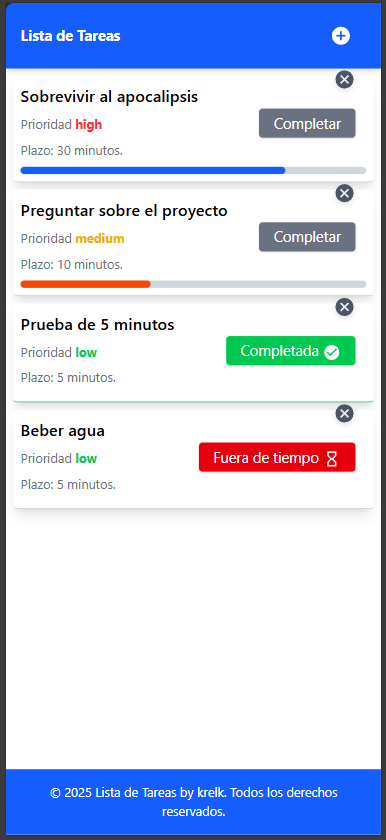 Lista de Tareas
Sobrevivir al apocalipsis
Prioridad high
Completar
Plazo: 30 minutos.
Preguntar sobre el proyecto
Prioridad medium
Completar
Plazo: 10 minutos.
Prueba de 5 minutos
Prioridad low
Completada
Plazo: 5 minutos.
Beber agua
Prioridad low
Fuera de tiempo
Plazo: 5 minutos.
© 2025 Lista de Tareas by krelk. Todos los derechos
reservados.